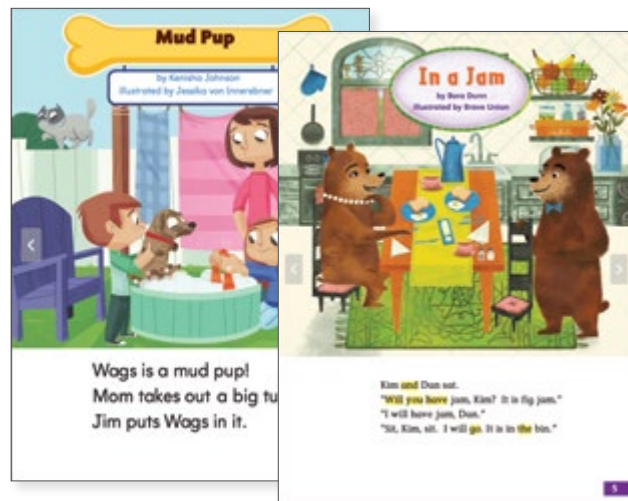 Mud Pup
by Kenisha Johnson
illustrated by Jessika von Innerebner
Wags is a mud pup!
Mom takes out a big tu
Jim puts Wags in it.
In a Jam
by Bora Dunn
illustrated by Brave Union
Kim and Dan sat.
"Will you have jam, Kim? It is fig jam."
"I will have jam, Dan."
"Sit, Kim, sit. I will go. It is in the bin."
5